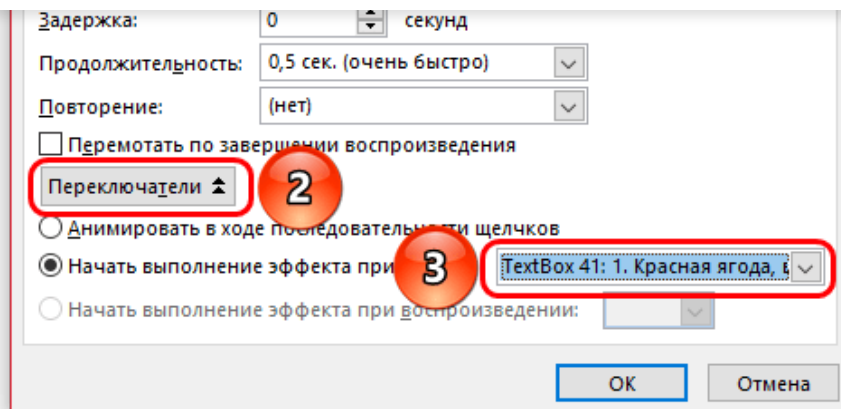 Задержка: 0 секунд
Продолжительность: 0,5 сек. (очень быстро)
Повторение: (нет)
Перемотать по завершении воспроизведения
Переключатели 2
Анимировать в ходе последовательности щелчков
Начать выполнение эффекта при 3 TextBox 41: 1. Красная ягода,
Начать выполнение эффекта при воспроизведении:
ОК Отмена